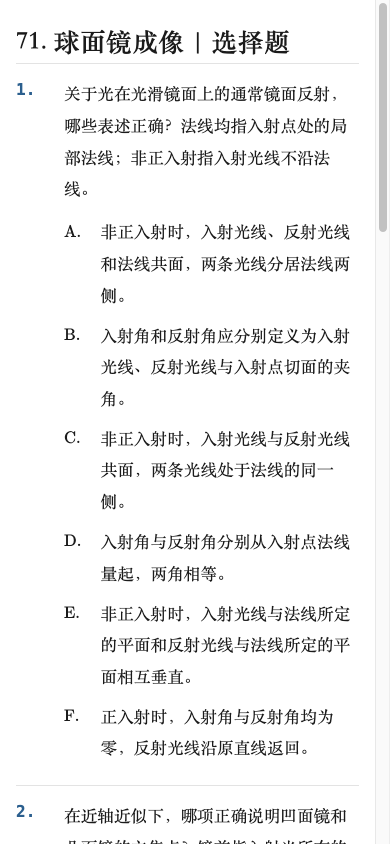 71. 球面镜成像 | 选择题
1. 关于光在光滑镜面上的通常镜面反射，
哪些表述正确？法线均指入射点处的局
部法线；非正入射指入射光线不沿法
线。
A. 非正入射时，入射光线、反射光线
和法线共面，两条光线分居法线两
侧。
B. 入射角和反射角应分别定义为入射
光线、反射光线与入射点切面的夹
角。
C. 非正入射时，入射光线与反射光线
共面，两条光线处于法线的同一
侧。
D. 入射角与反射角分别从入射点法线
量起，两角相等。
E. 非正入射时，入射光线与法线所定
的平面和反射光线与法线所定的平
面相互垂直。
F. 正入射时，入射角与反射角均为
零，反射光线沿原直线返回。
2. 在近轴近似下，哪项正确说明凹面镜和